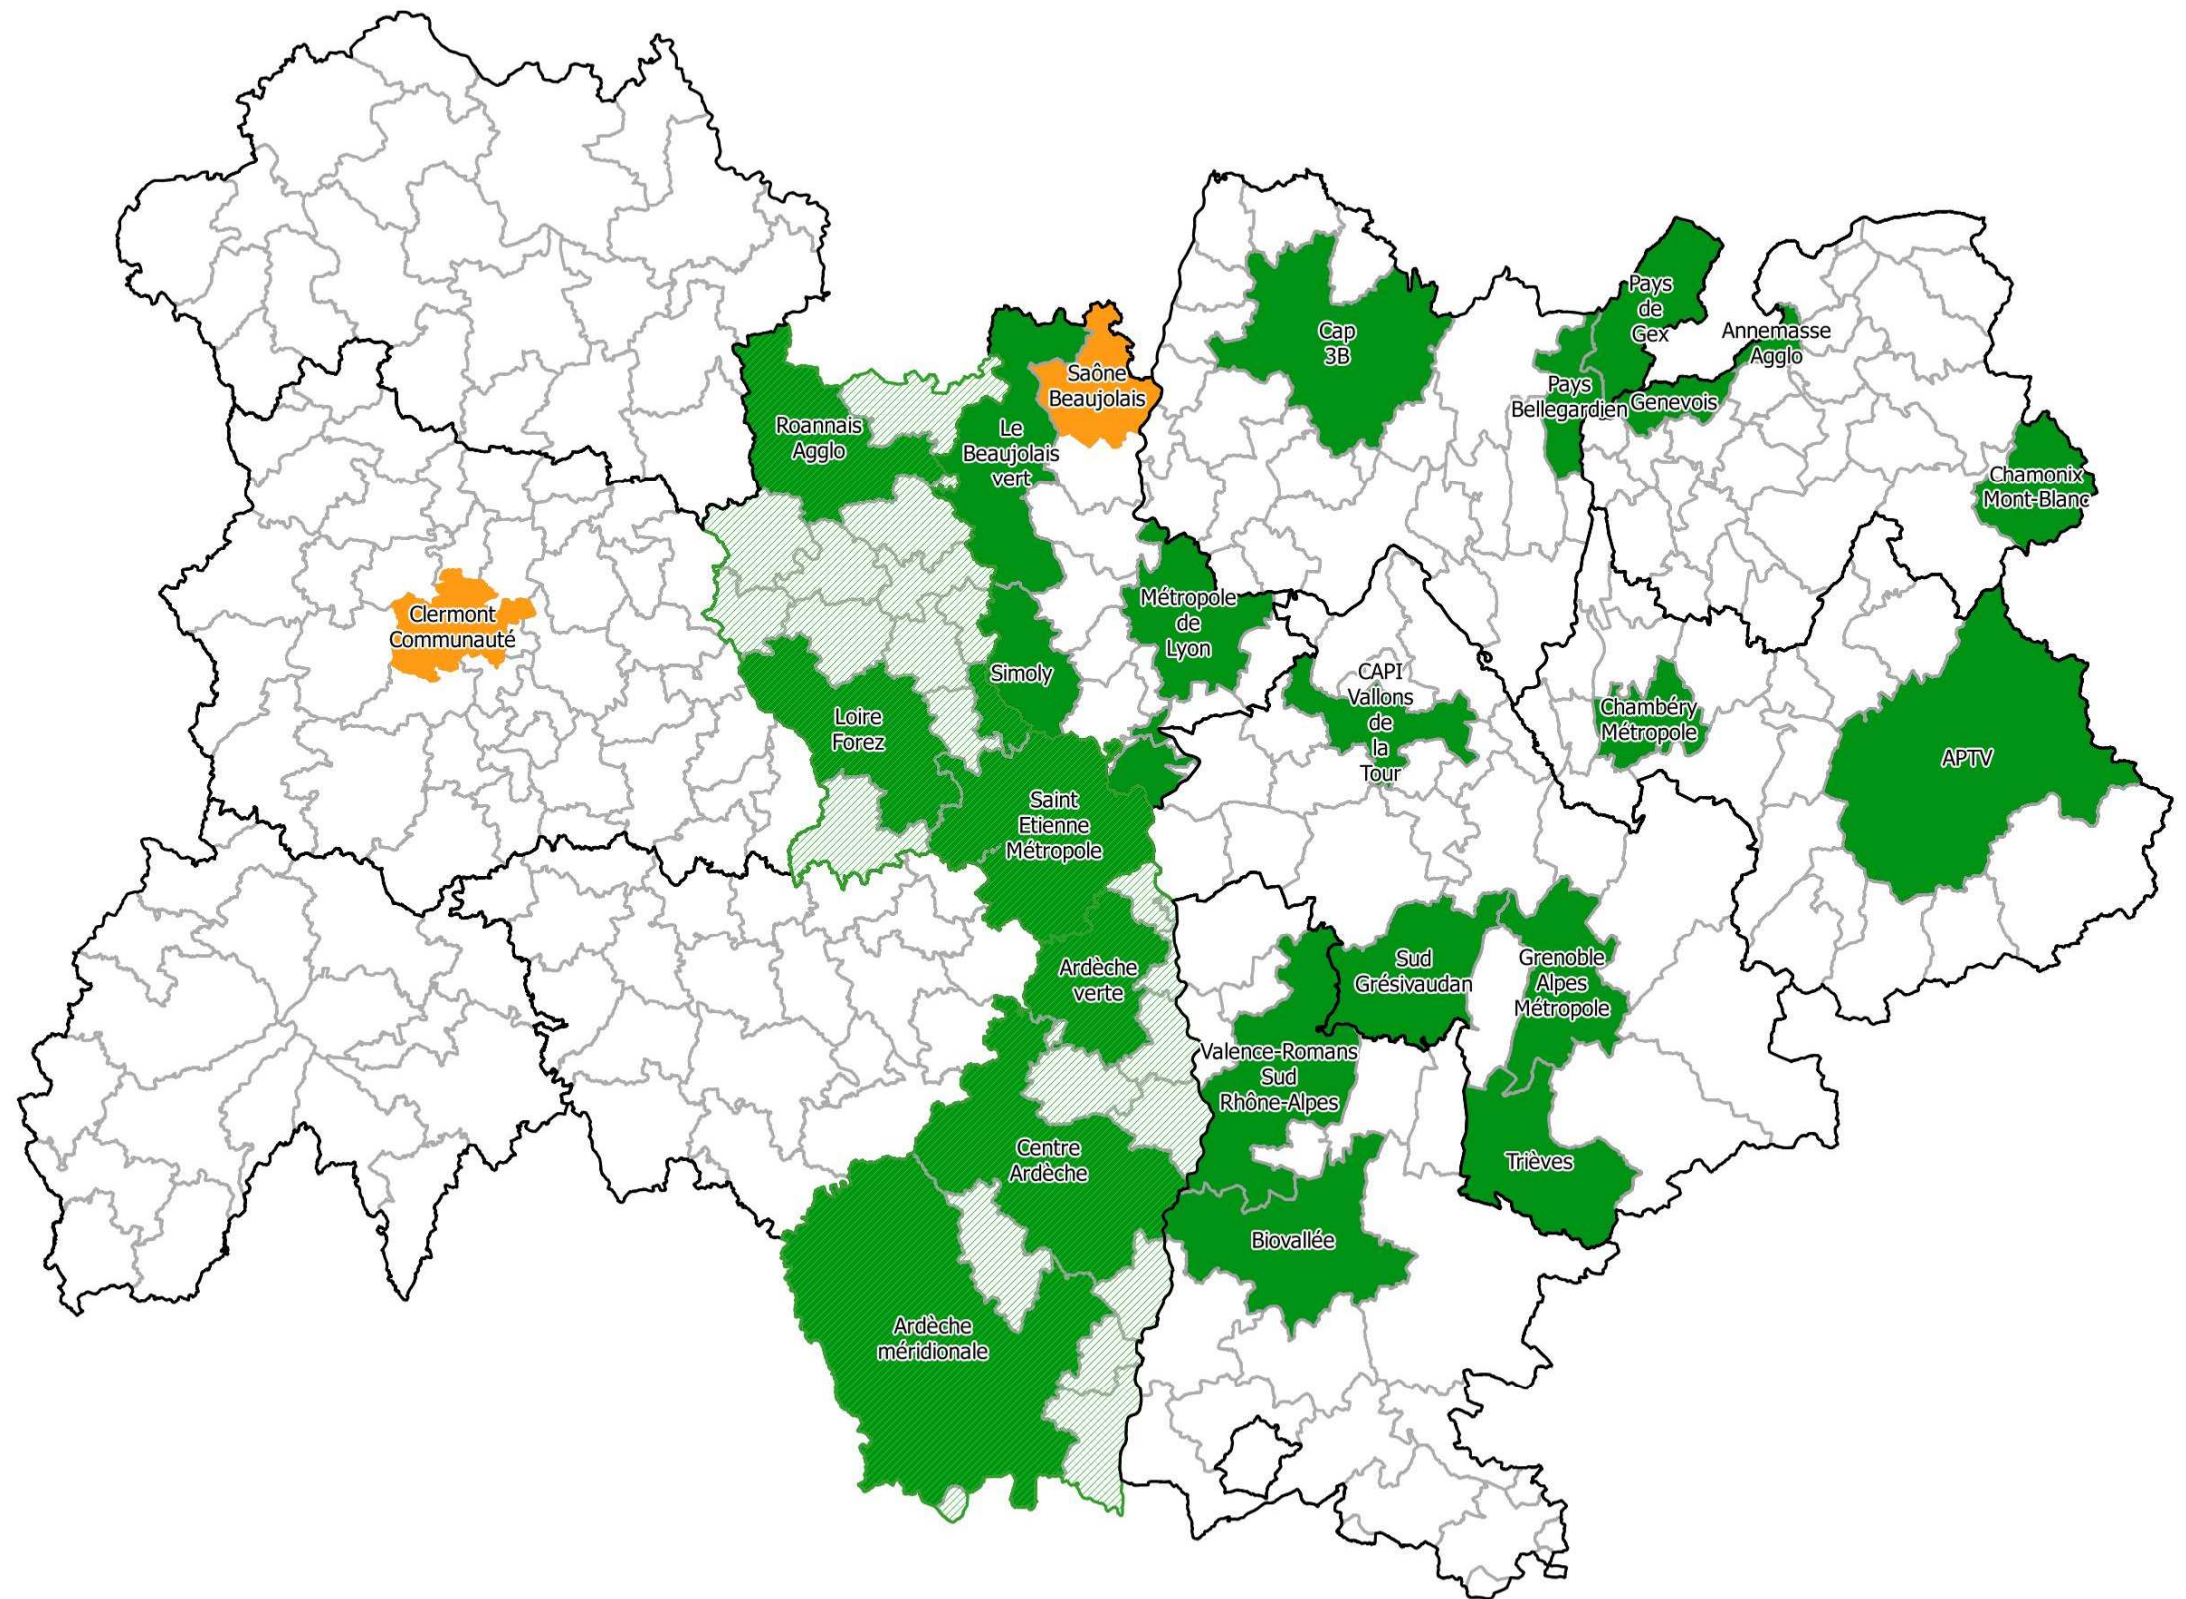 Pays
de
Gex
Cap
3B
Annemasse
Agglo
Saône
Beaujolais
Pays
Bellegardien
Genevois
Roannais
Agglo
Le
Beaujolais
vert
Chamonix
Mont-Blanc
Clermont
Communauté
Métropole
de
Lyon
Simoly
CAPI
Vallons
de
la
Tour
Chambéry
Métropole
Loire
Forez
APTV
Saint
Etienne
Métropole
Ardèche
verte
Sud
Grésivaudan
Grenoble
Alpes
Métropole
Valence-Romans
Sud
Rhône-Alpes
Centre
Ardèche
Trièves
Biovallée
Ardèche
méridionale